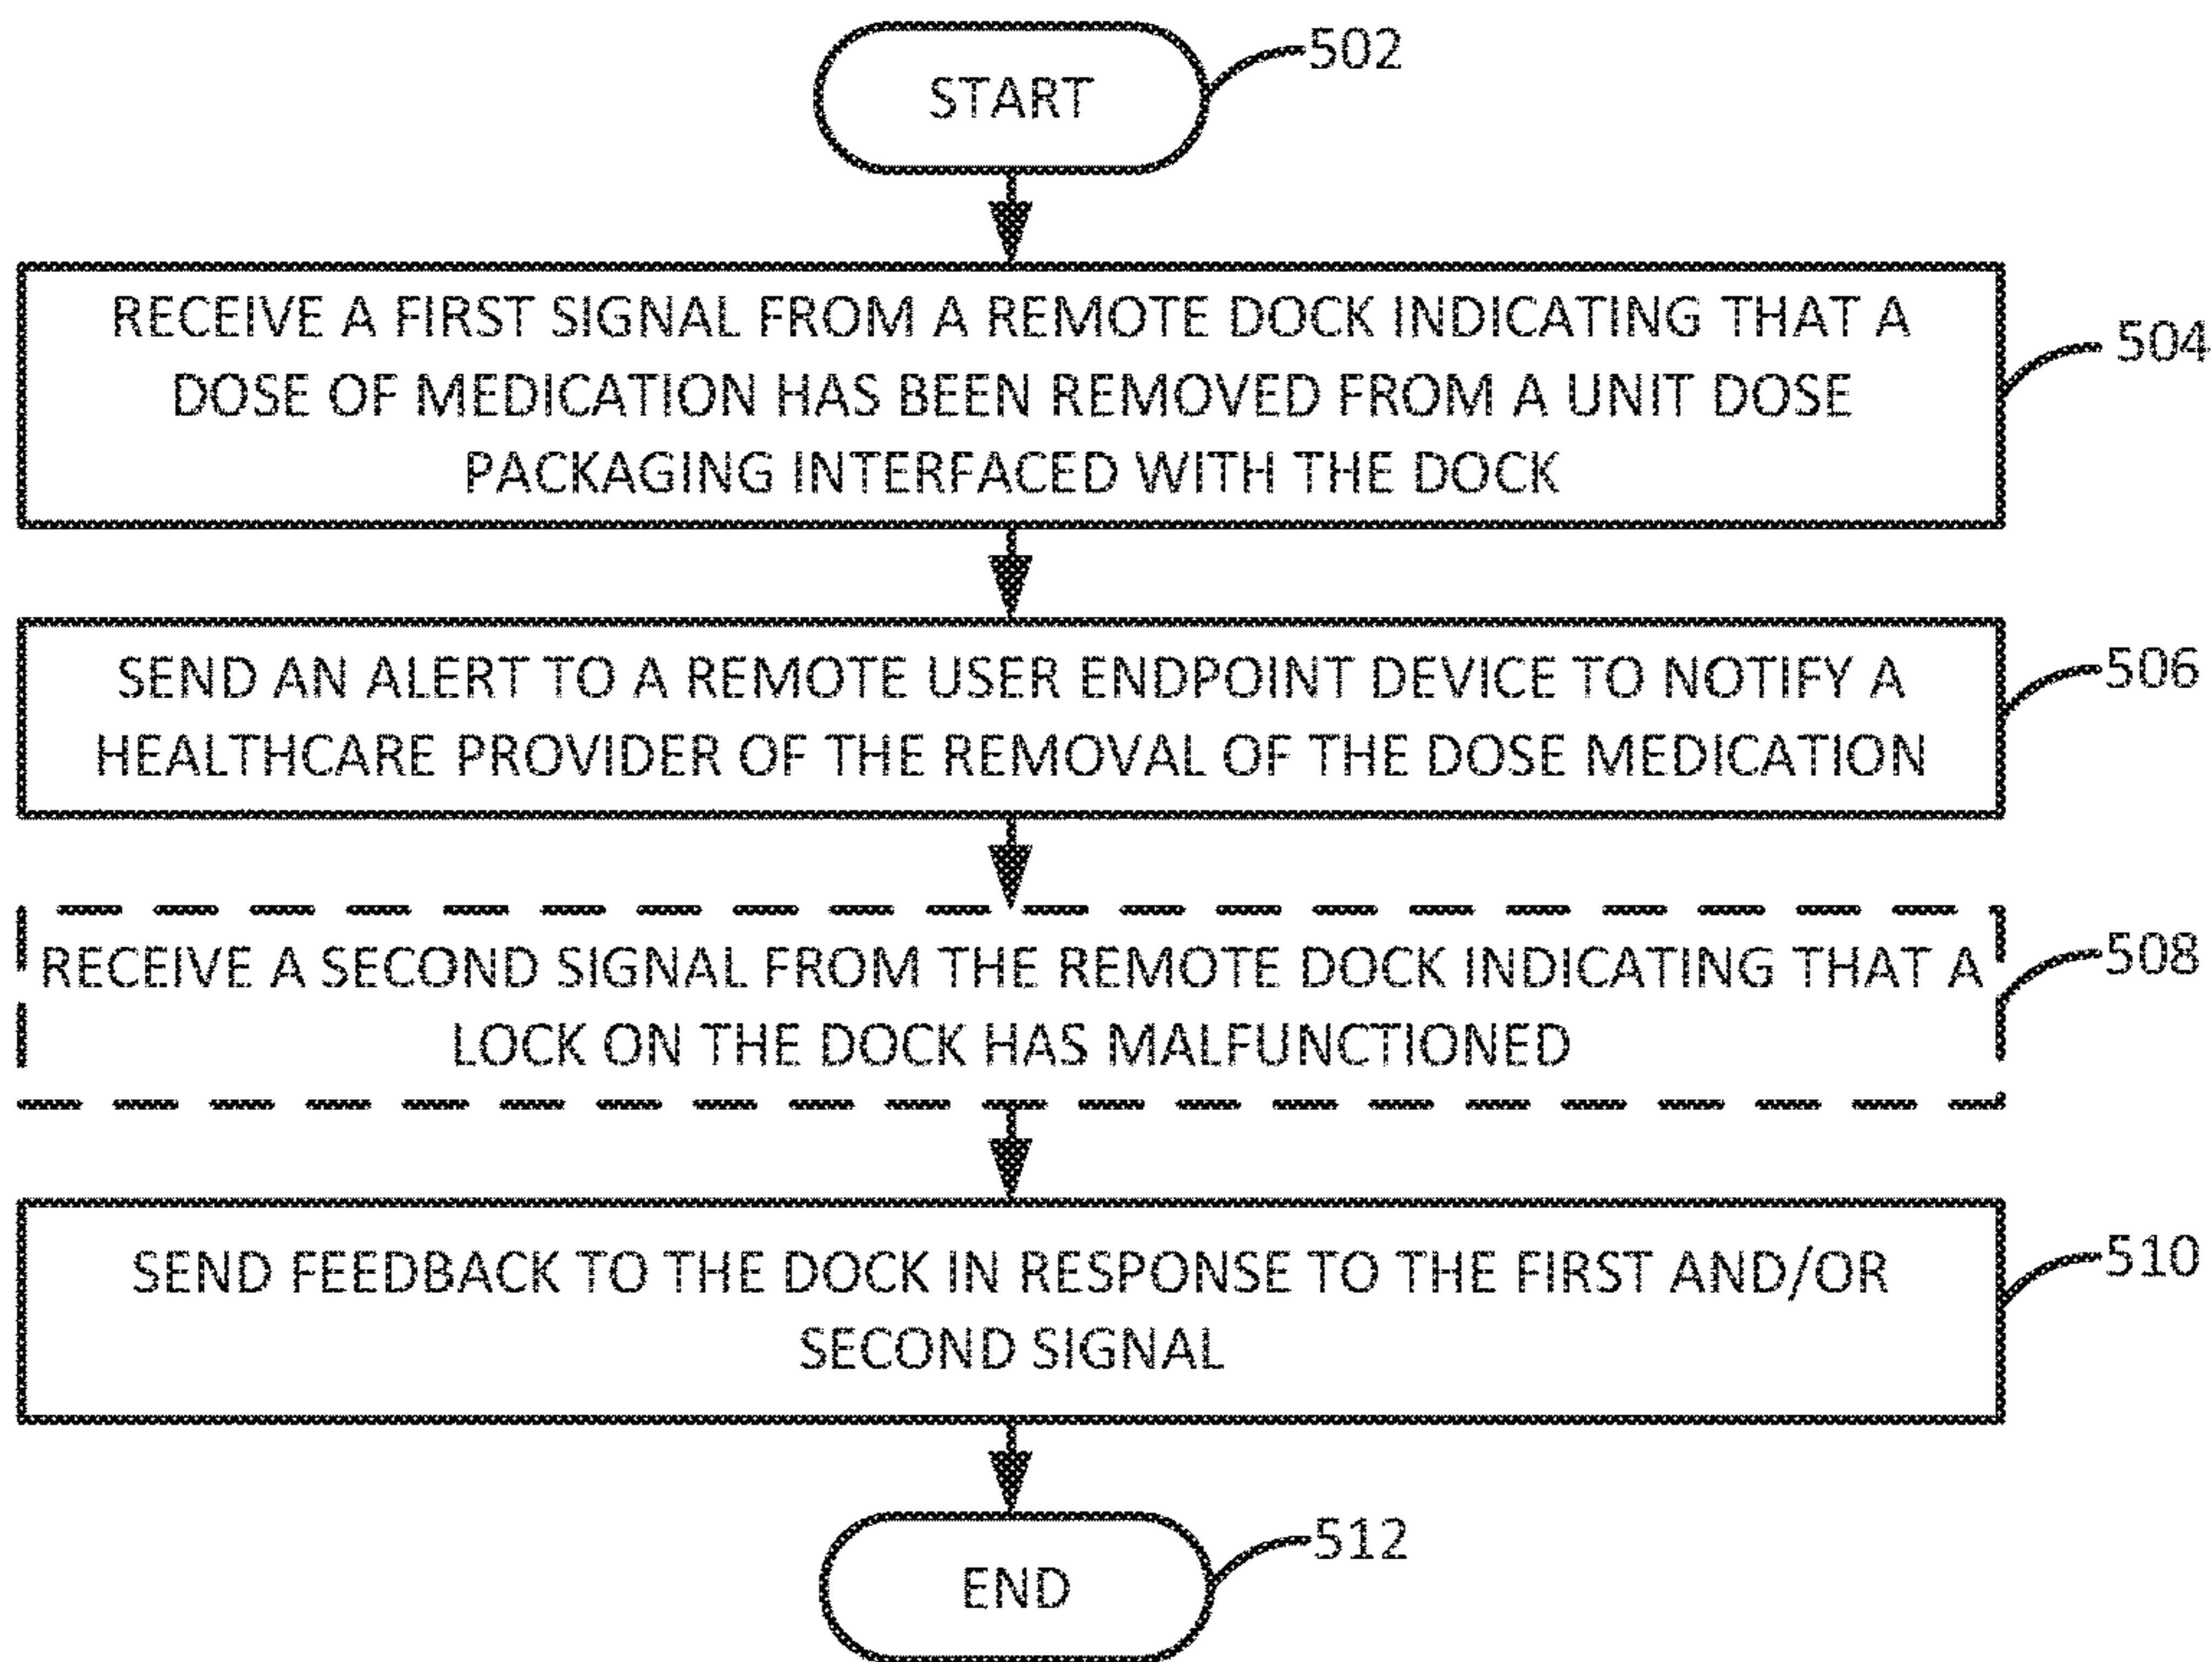 START
502
RECEIVE A FIRST SIGNAL FROM A REMOTE DOCK INDICATING THAT A
DOSE OF MEDICATION HAS BEEN REMOVED FROM A UNIT DOSE
PACKAGING INTERFACED WITH THE DOCK
504
SEND AN ALERT TO A REMOTE USER ENDPOINT DEVICE TO NOTIFY A
HEALTHCARE PROVIDER OF THE REMOVAL OF THE DOSE MEDICATION
506
RECEIVE A SECOND SIGNAL FROM THE REMOTE DOCK INDICATING THAT A
LOCK ON THE DOCK HAS MALFUNCTIONED
508
SEND FEEDBACK TO THE DOCK IN RESPONSE TO THE FIRST AND/OR
SECOND SIGNAL
510
END
512